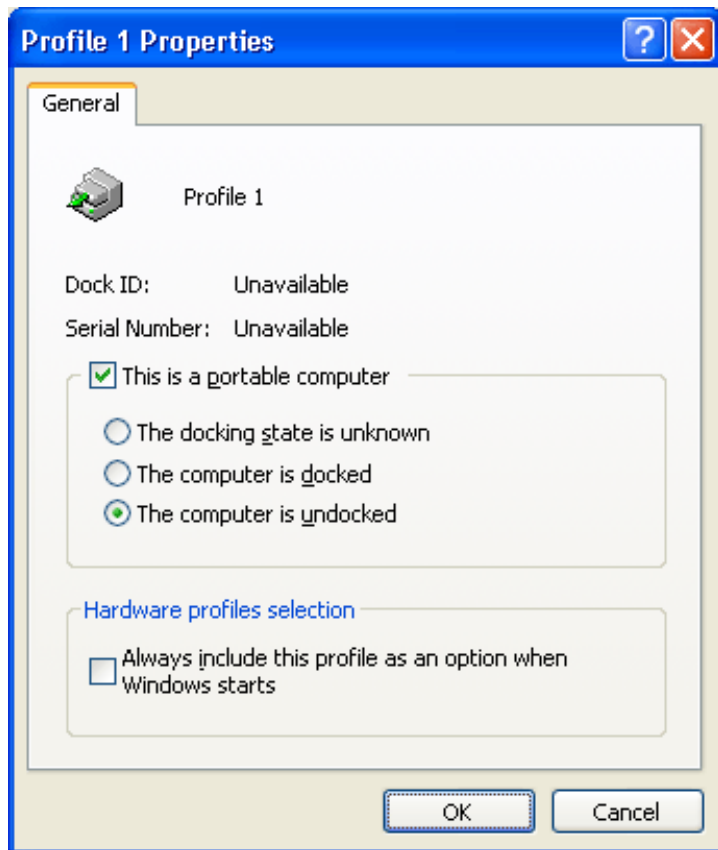 Profile 1 Properties
General
Profile 1
Dock ID: Unavailable
Serial Number: Unavailable
This is a portable computer
The docking state is unknown
The computer is docked
The computer is undocked
Hardware profiles selection
Always include this profile as an option when
Windows starts
OK Cancel